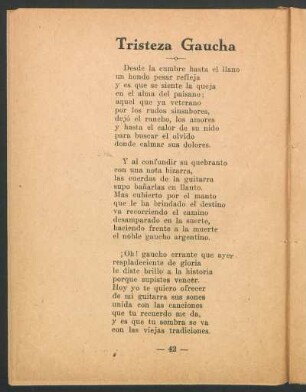 Tristeza Gaucha
Desde la cumbre hasta el llano
un hondo pesar refleja
y es que se siente la queja
en el alma del paisano;
aquel que ya veterano
por los rudos sinsabores,
dejó el rancho, los amores
y hasta el calor de su nido
para buscar el olvido
donde calmar sus dolores.
Y al confundir su quebranto
con una nota bizarra,
las cuerdas de la guitarra
supo bañarlas en llanto.
Mas cubierto por el manto
que le ha brindado el destino
va recorriendo el camino
desamparado en la suerte,
haciendo frente a la muerte
el noble gaucho argentino.
¡Oh! gaucho errante que ayer
resplandeciente de gloria
le diste brillo a la historia
porque supistes vencer.
Hoy yo te quiero ofrecer
de mi guitarra sus sones
unida con las canciones
que tu recuerdo me da,
y es que tu sombra se va
con las viejas tradiciones.
— 42 —